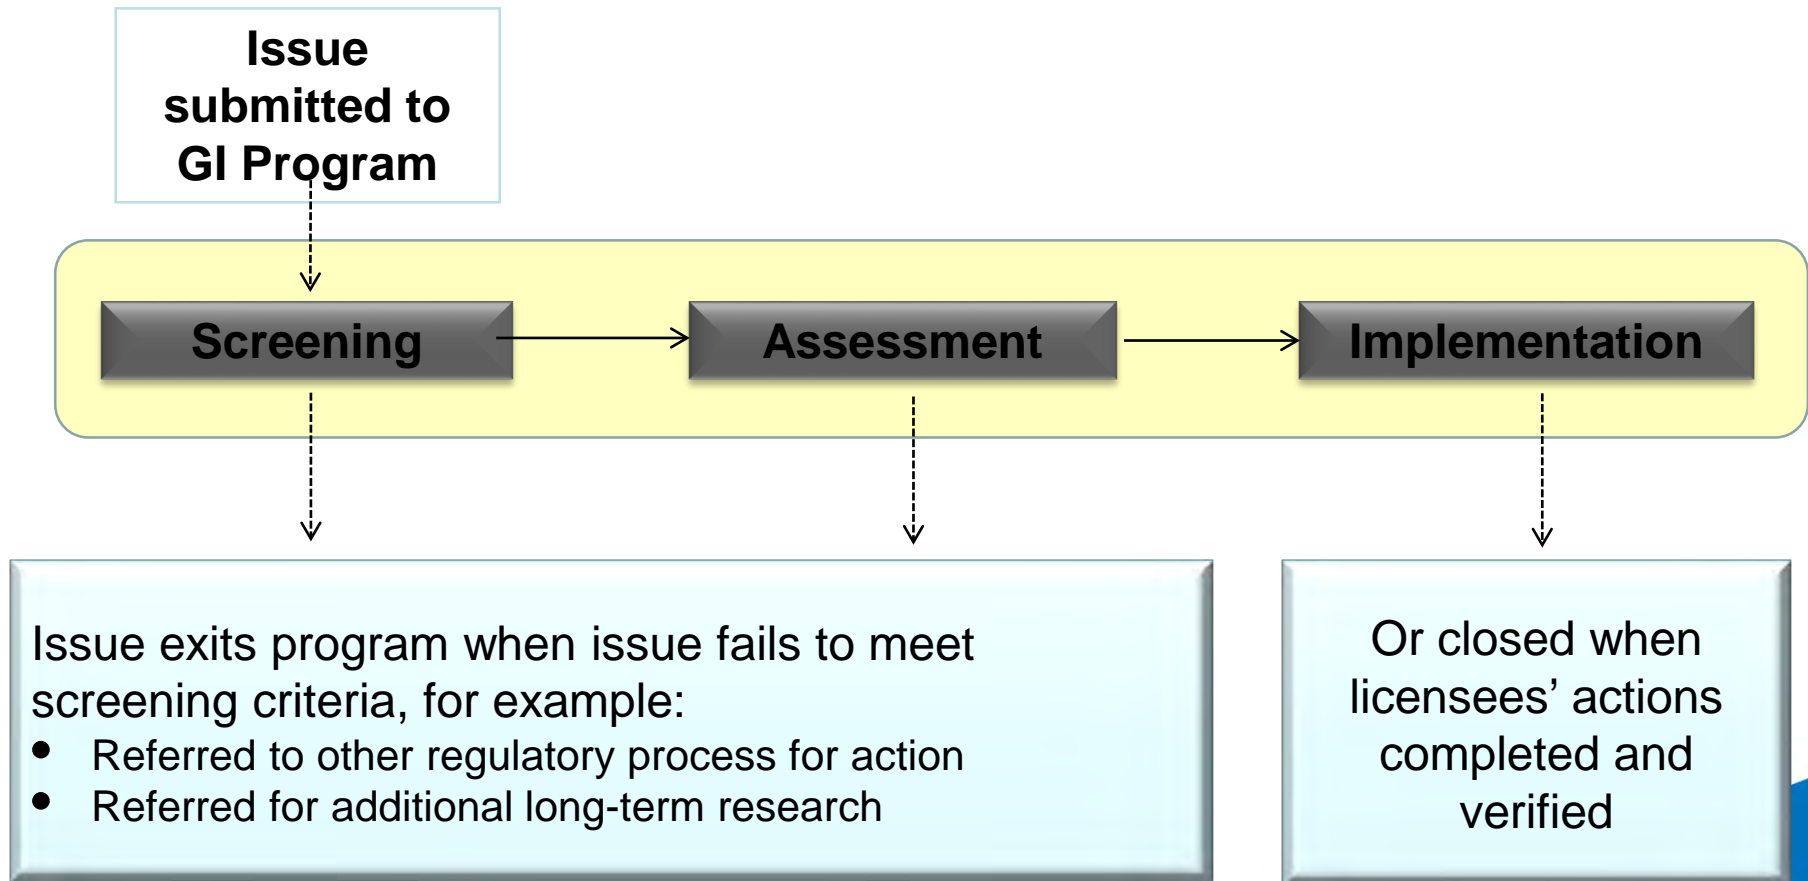 Issue
submitted to
GI Program
Screening
Assessment
Implementation
Issue exits program when issue fails to meet
screening criteria, for example:
• Referred to other regulatory process for action
• Referred for additional long-term research
Or closed when
licensees’ actions
completed and
verified